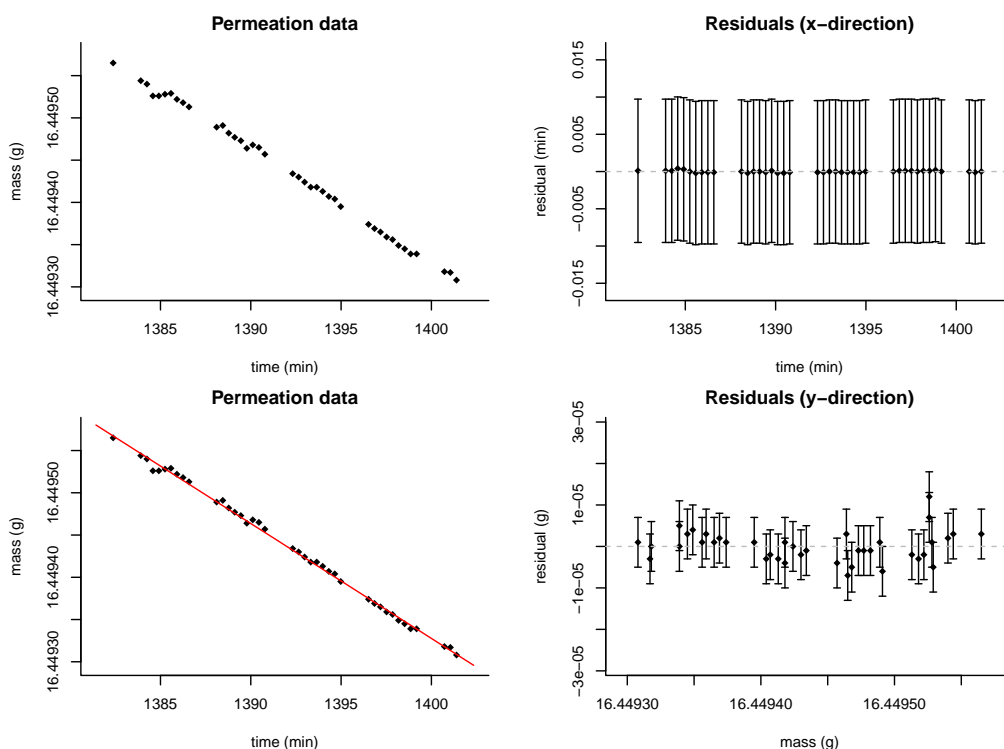 Permeation data
mass (g)
16.44950
16.44940
16.44930
1385
1390
1395
1400
time (min)
Residuals (x−direction)
residual (min)
0.015
0.005
−0.005
−0.015
1385
1390
1395
1400
time (min)
Permeation data
mass (g)
16.44950
16.44940
16.44930
1385
1390
1395
1400
time (min)
Residuals (y−direction)
residual (g)
3e−05
1e−05
−1e−05
−3e−05
16.44930
16.44940
16.44950
mass (g)